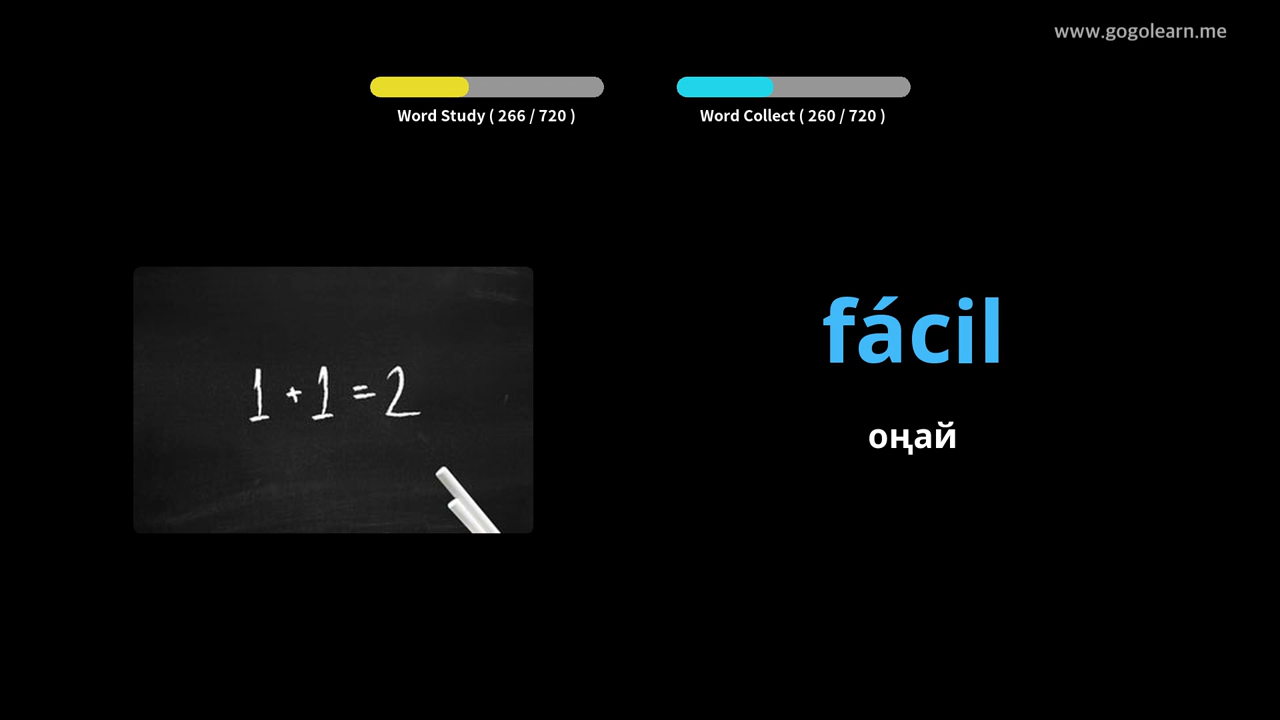 www.gogolearn.me
Word Study ( 266 / 720 )
Word Collect ( 260 / 720 )
1 + 1 = 2
fácil
оңай